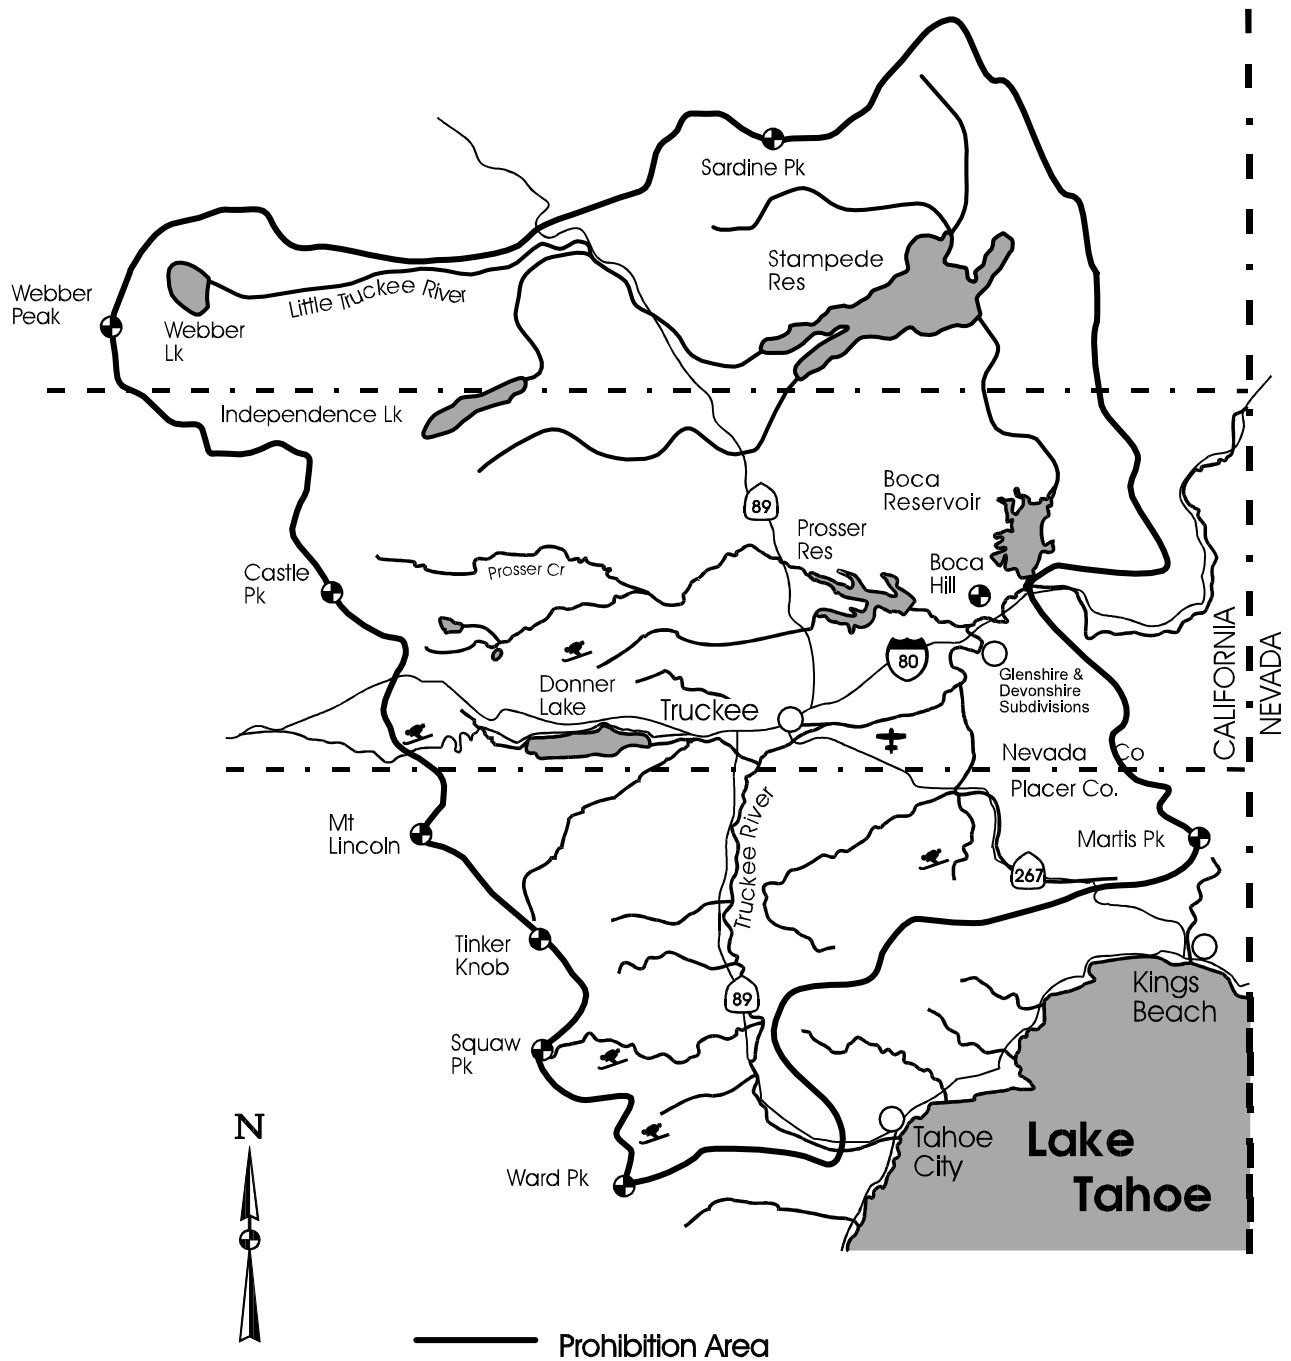 Sardine Pk
Stampede
Res
Webber
Peak
Little Truckee River
Webber
Lk
Independence Lk
Boca
Reservoir
89
Prosser
Res
Boca
Hill
Castle
Pk
Prosser Cr
80
Glenshire &
Devonshire
Subdivisions
CALIFORNIA
NEVADA
Donner
Lake
Truckee
Nevada Co
Placer Co.
Truckee River
Mt
Lincoln
Martis Pk
267
Tinker
Knob
89
Kings
Beach
Squaw
Pk
N
Tahoe
City
Lake
Tahoe
Ward Pk
Prohibition Area